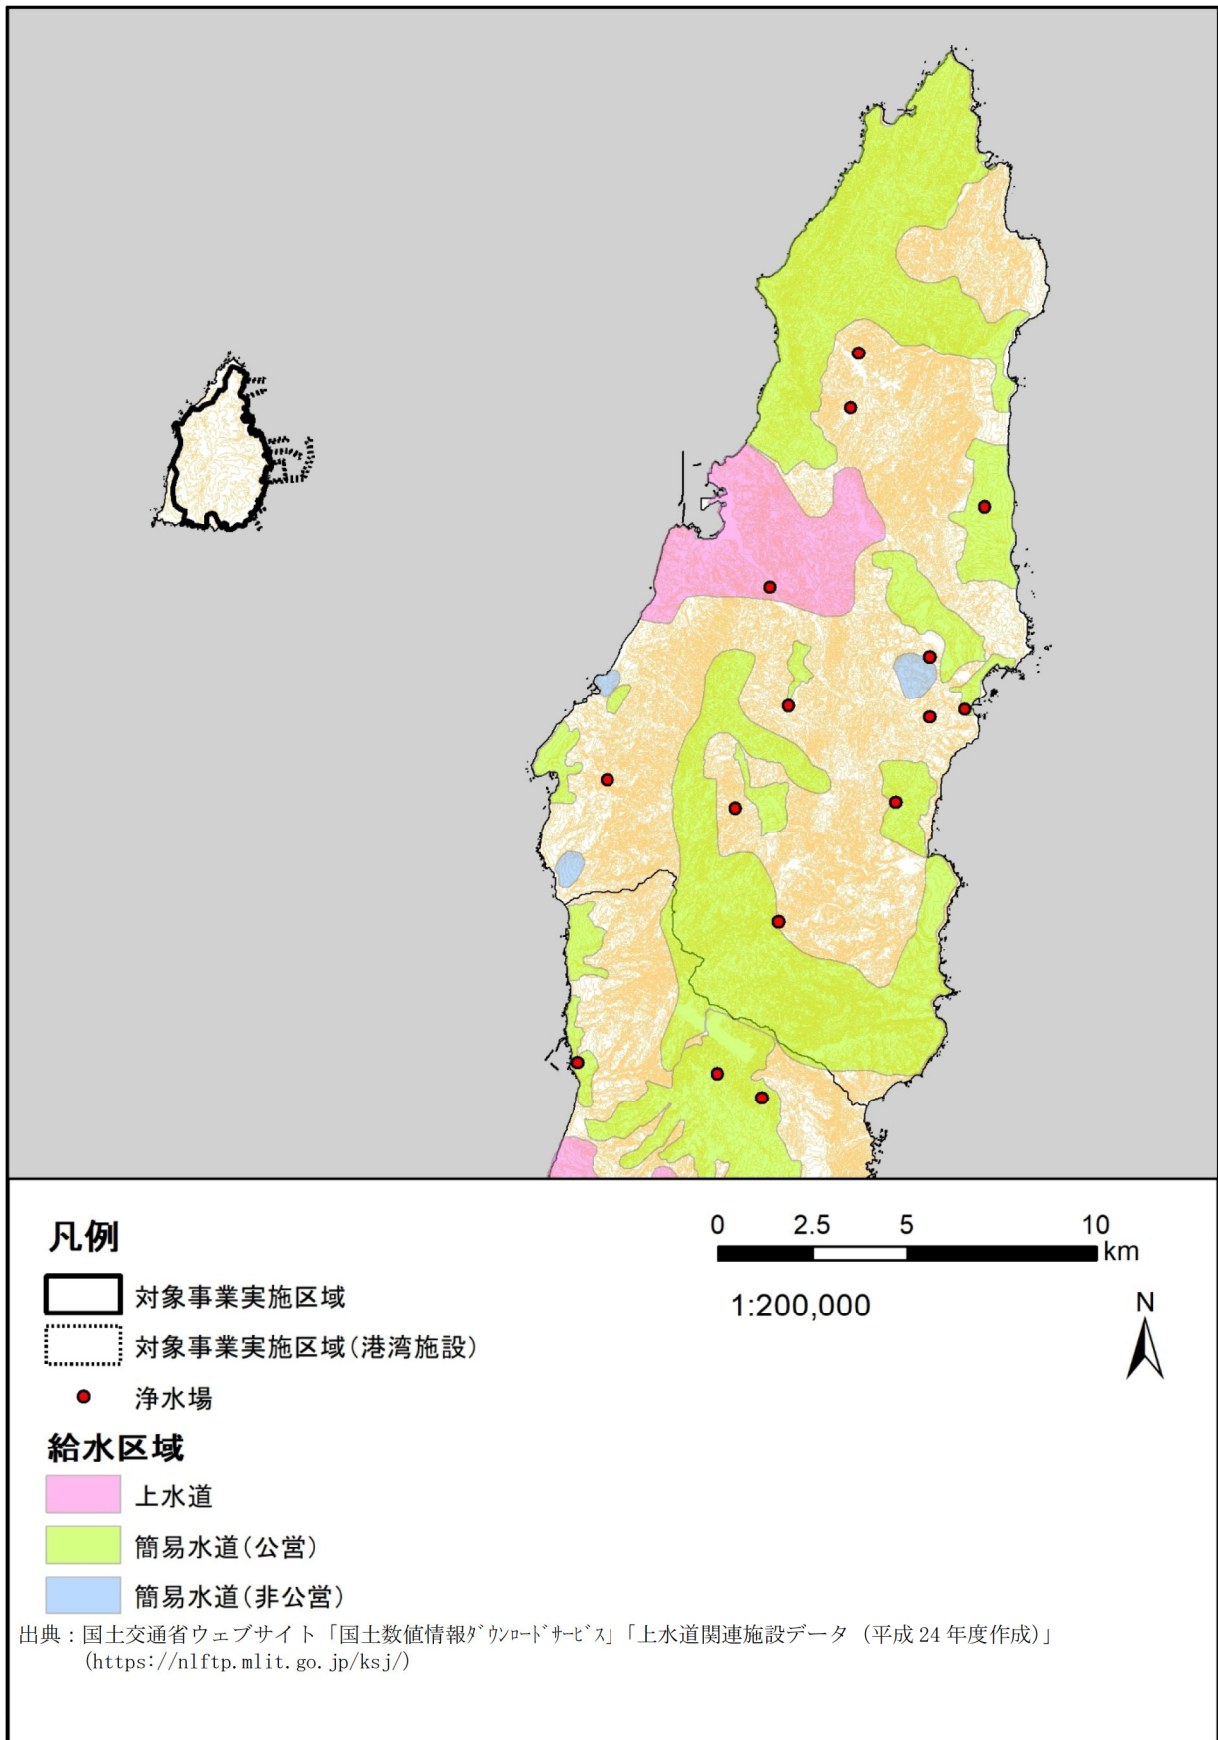 凡例
対象事業実施区域
対象事業実施区域(港湾施設)
浄水場
給水区域
上水道
簡易水道(公営)
簡易水道(非公営)
0 2.5 5 10
km
1:200,000
N
出典：国土交通省ウェブサイト「国土数値情報ﾀﾞｳﾝﾛｰﾄﾞｻｰﾋﾞｽ」「上水道関連施設データ（平成 24 年度作成）」
(https://nlftp.mlit.go.jp/ksj/)